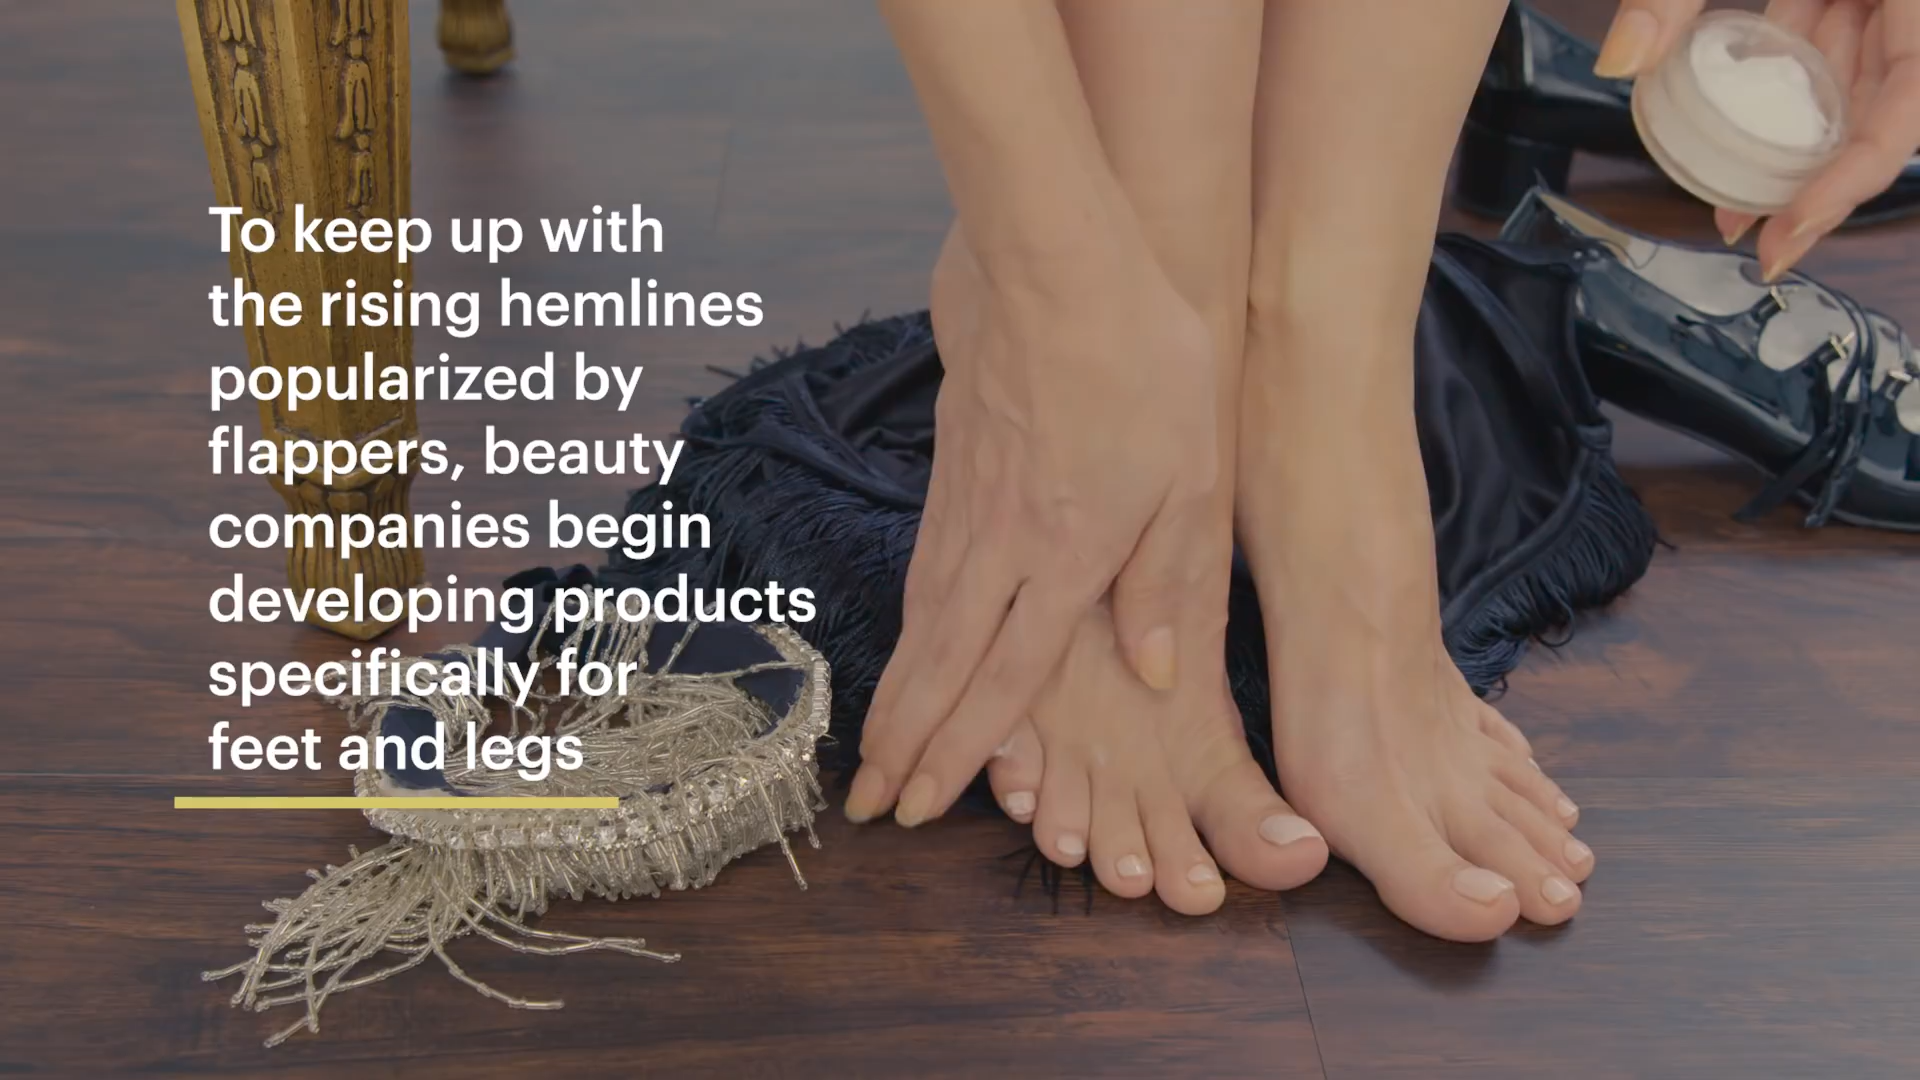 To keep up with
the rising hemlines
popularized by
flappers, beauty
companies begin
developing products
specifically for
feet and legs